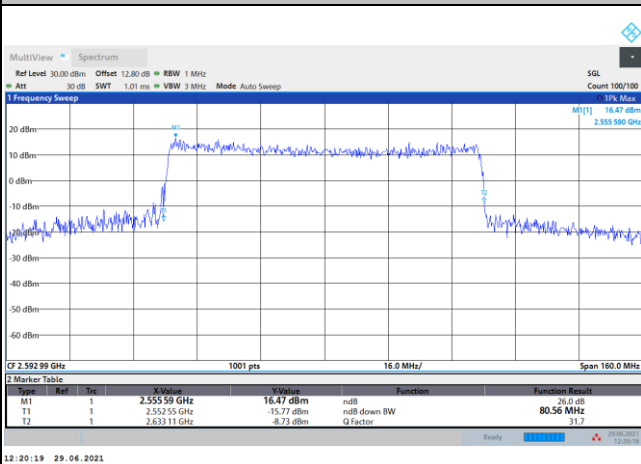 MultiView Spectrum
Ref Level 30.00 dBm Offset 12.80 dB RBW 1 MHz SGL
Att 30 dB SWT 1.01 ms VBW 3 MHz Mode Auto Sweep Count 100/100
1 Frequency Sweep 1Pk Max
M1[1] 16.47 dBm
2.555 590 GHz
M1
20 dBm
10 dBm
0 dBm
T2
-10 dBm
-20 dBm
-30 dBm
-40 dBm
-50 dBm
-60 dBm
CF 2.592 99 GHz 1001 pts 16.0 MHz/ Span 160.0 MHz
2 Marker Table
Type Ref Trc X-Value Y-Value Function Function Result
M1 1 2.555 59 GHz 16.47 dBm ndB 26.0 dB
T1 1 2.552 55 GHz -15.77 dBm ndB down BW 80.56 MHz
T2 1 2.633 11 GHz -8.73 dBm Q Factor 31.7
Ready 29.06.2021
12:20:18
12:20:19 29.06.2021